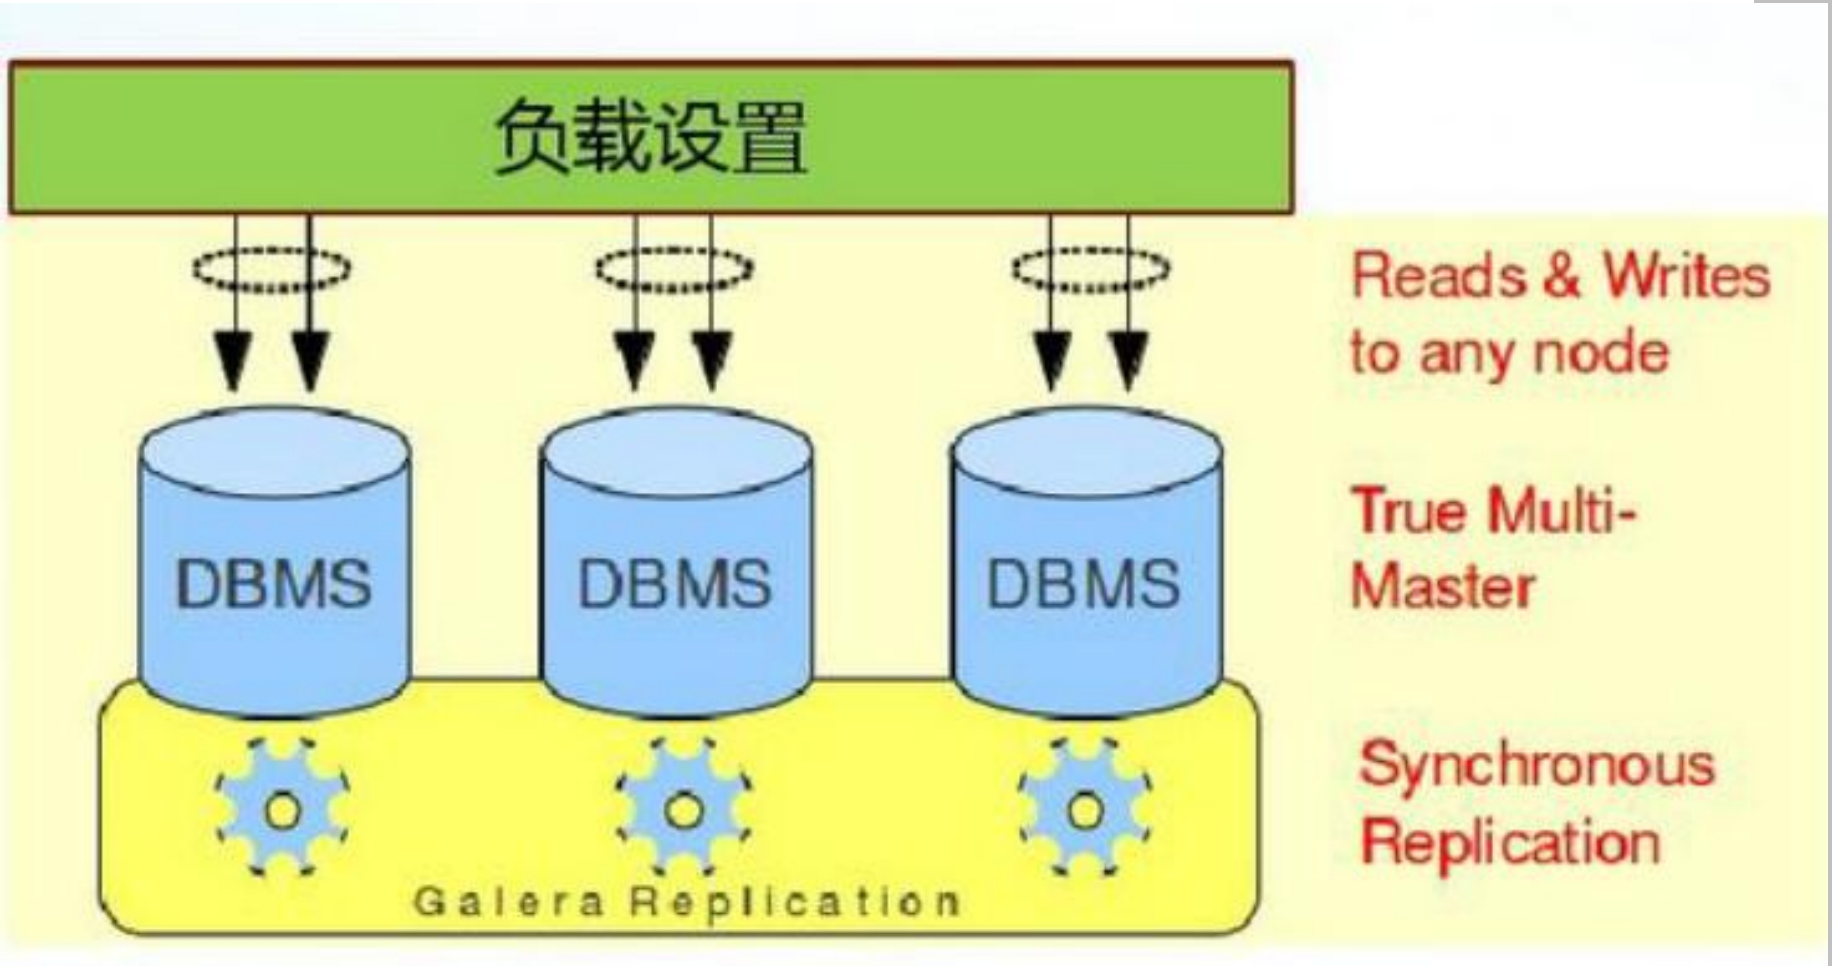 负载设置
Reads & Writes
to any node
DBMS
DBMS
DBMS
True Multi-
Master
Synchronous
Replication
Galera Replication